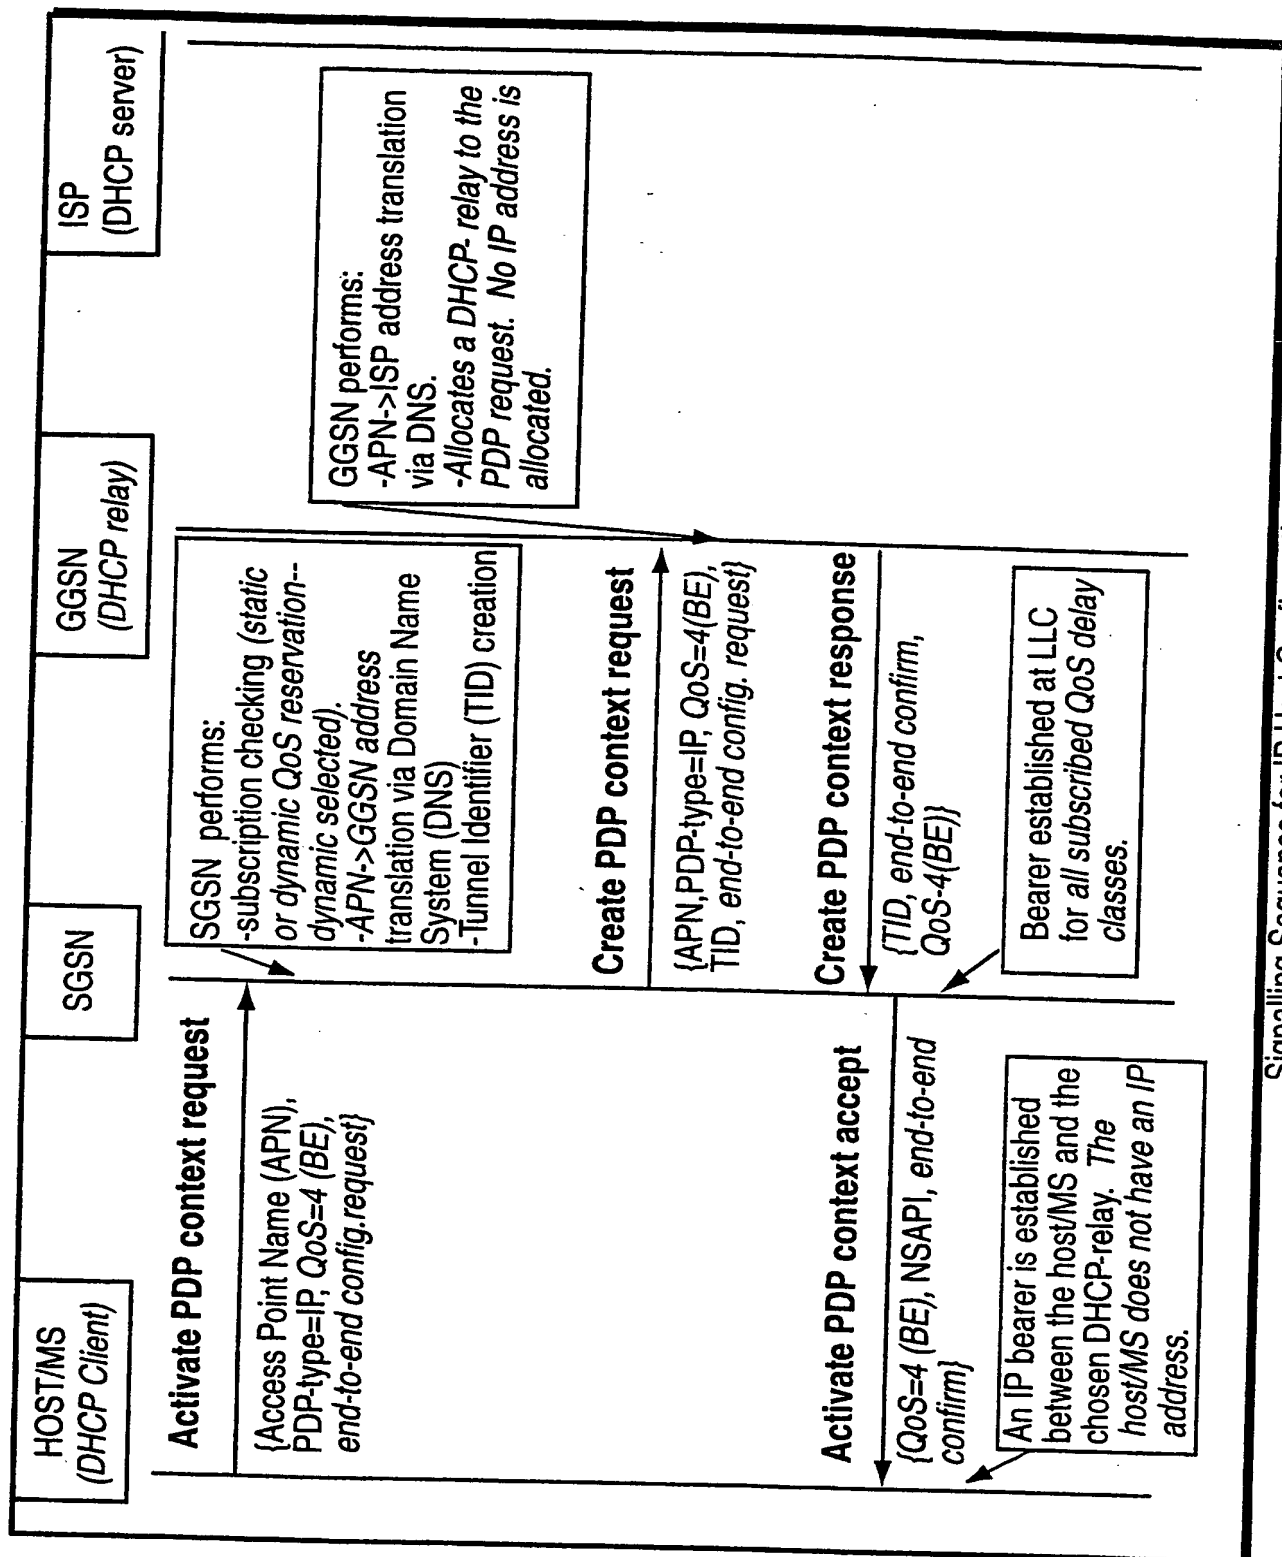 HOST/MS
(DHCP Client)
SGSN
GGSN
(DHCP relay)
ISP
(DHCP server)
Activate PDP context request
{Access Point Name (APN),
PDP-type=IP, QoS=4 (BE),
end-to-end config.request}
SGSN performs:
-subscription checking (static
or dynamic QoS reservation--
dynamic selected).
-APN->GGSN address
translation via Domain Name
System (DNS)
-Tunnel Identifier (TID) creation
Create PDP context request
{APN,PDP-type=IP, QoS=4(BE),
TID, end-to-end config. request}
GGSN performs:
-APN->ISP address translation
via DNS.
-Allocates a DHCP- relay to the
PDP request. No IP address is
allocated.
Create PDP context response
{TID, end-to-end confirm,
QoS-4(BE)}
Bearer established at LLC
for all subscribed QoS delay
classes.
Activate PDP context accept
{QoS=4 (BE), NSAPI, end-to-end
confirm}
An IP bearer is established
between the host/MS and the
chosen DHCP-relay. The
host/MS does not have an IP
address.
Signalling Sequence for IP Host